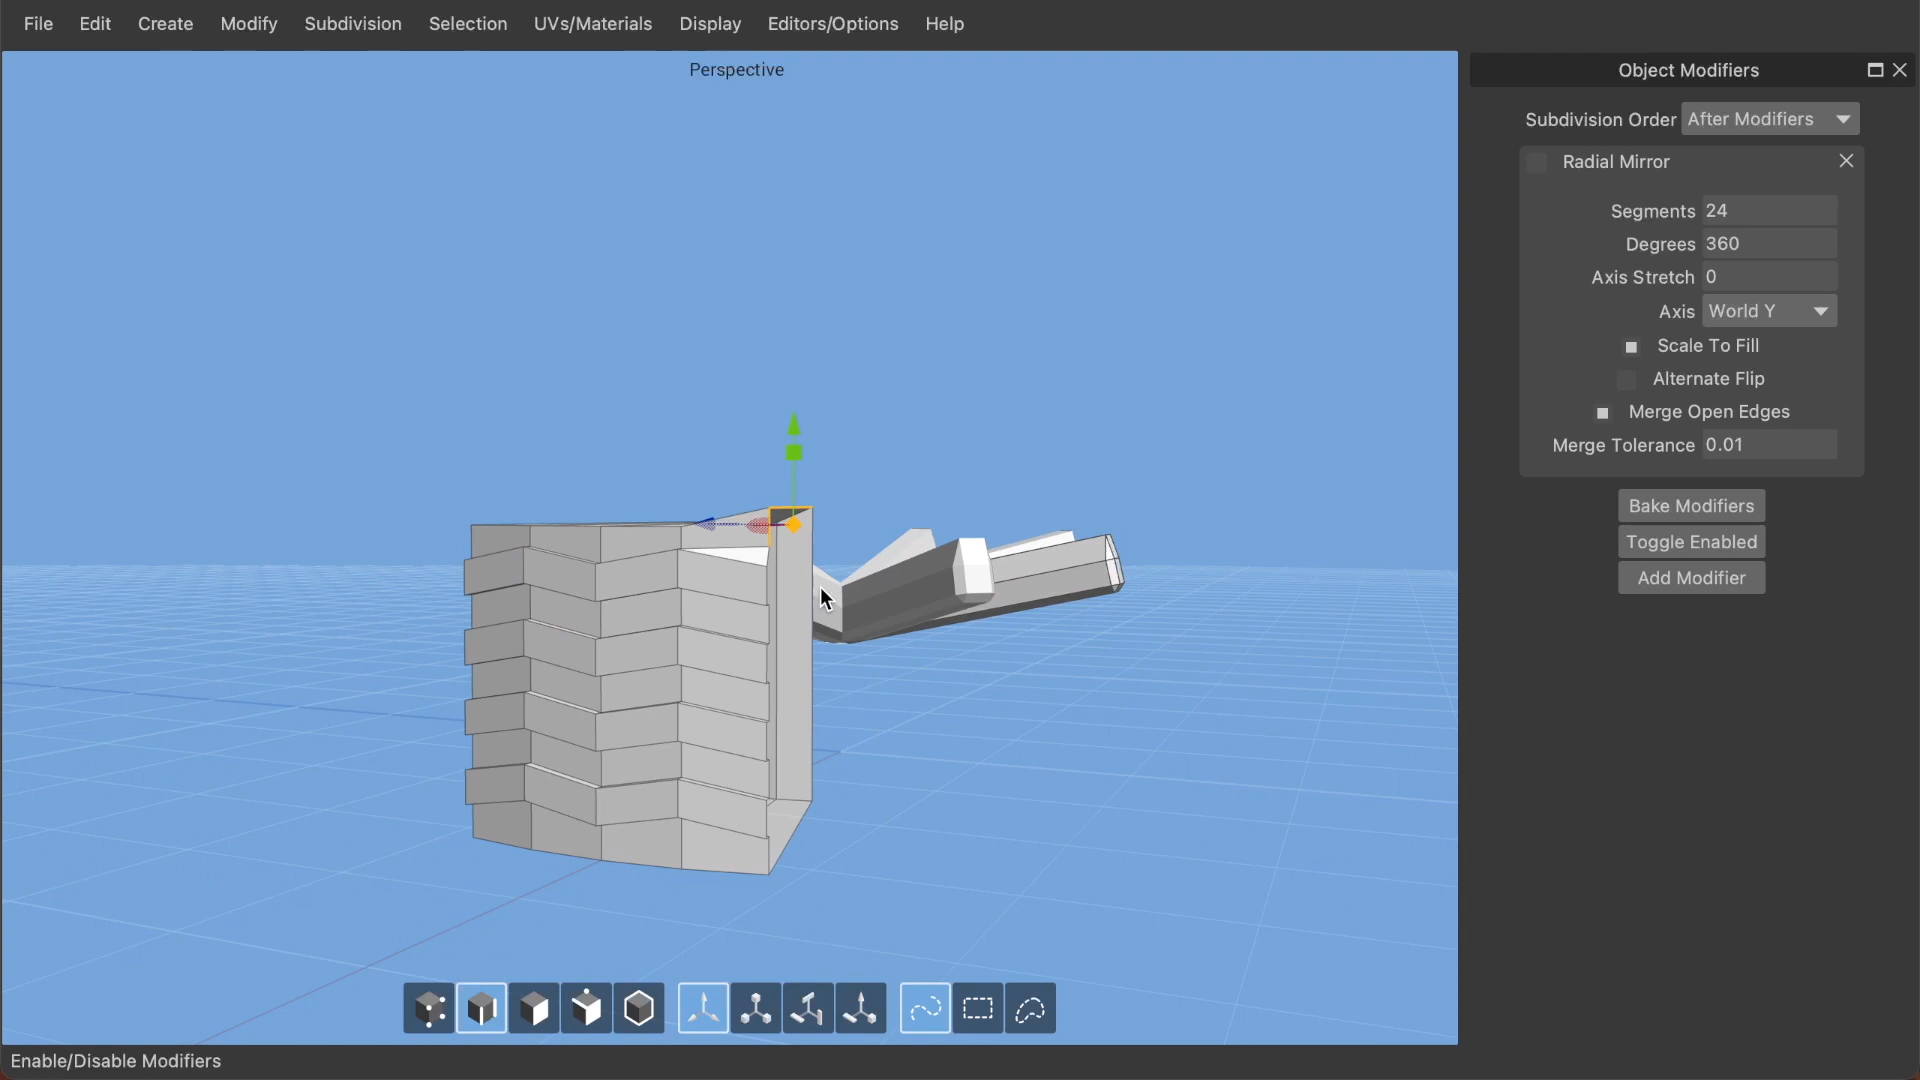 File Edit Create Modify Subdivision Selection UVs/Materials Display Editors/Options Help
Perspective
Object Modifiers
Subdivision Order After Modifiers
Radial Mirror
Segments 24
Degrees 360
Axis Stretch 0
Axis World Y
Scale To Fill
Alternate Flip
Merge Open Edges
Merge Tolerance 0.01
Bake Modifiers
Toggle Enabled
Add Modifier
Enable/Disable Modifiers